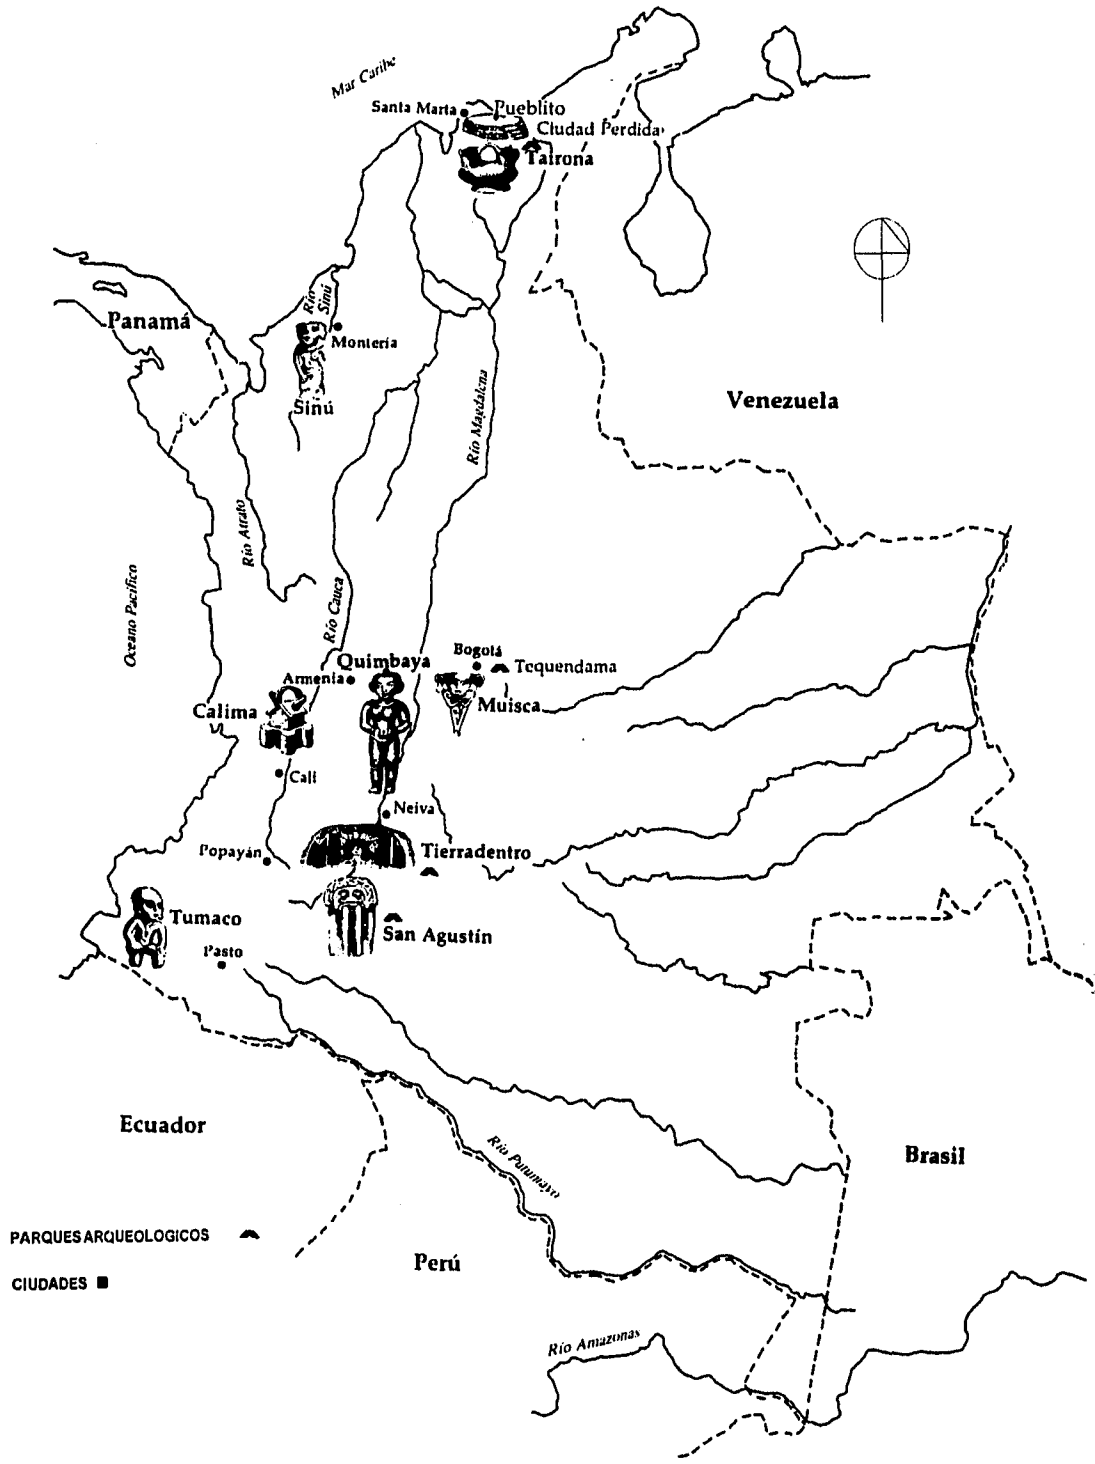 Mar Caribe
Santa Marta
Pueblito
Ciudad Perdida
Tairona
Panamá
Río
Sinú
Montería
Sinú
Venezuela
Río Magdalena
Río Atrato
Oceano Pacífico
Río Cauca
Quimbaya
Bogotá
Tequendama
Armenia
Calima
Muisca
Cali
Neiva
Popayán
Tierradentro
Tumaco
San Agustín
Pasto
Ecuador
Río Putumayo
Brasil
PARQUES ARQUEOLOGICOS
Perú
CIUDADES
Río Amazonas